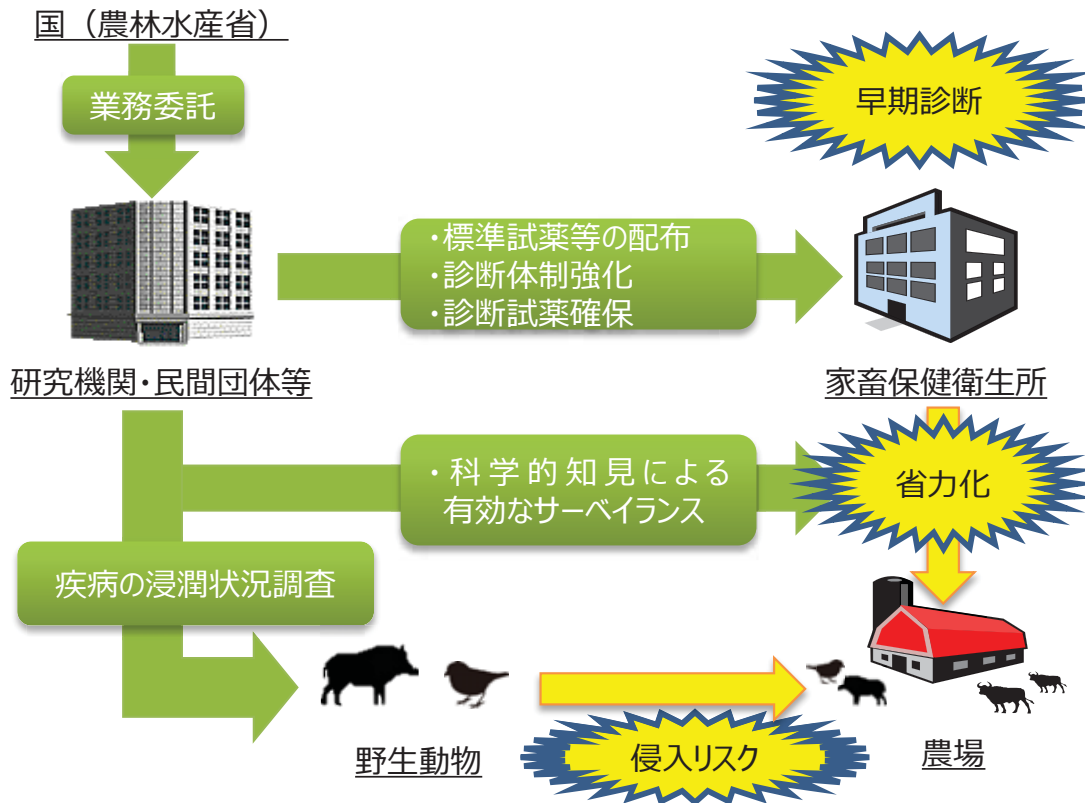 国（農林水産省）
業務委託
早期診断
・標準試薬等の配布
・診断体制強化
・診断試薬確保
研究機関・民間団体等
家畜保健衛生所
・科学的知見による
有効なサーベイランス
省力化
疾病の浸潤状況調査
野生動物
侵入リスク
農場